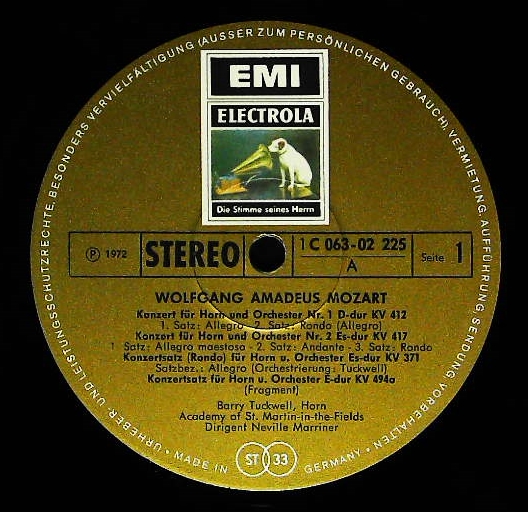 URHEBER- UND LEISTUNGSSCHUTZRECHTE, BESONDERS VERVIELFÄLTIGUNG (AUSSER ZUM PERSÖNLICHEN GEBRAUCH), VERMIETUNG, AUFFÜHRUNG, SENDUNG, VORBEHALTEN
EMI
ELECTROLA
Die Stimme seines Herrn
Ⓟ 1972
STEREO
1 C 063-02 225
A
Seite 1
WOLFGANG AMADEUS MOZART
Konzert für Horn und Orchester Nr. 1 D-dur KV 412
1. Satz: Allegro - 2. Satz: Rondo (Allegro)
Konzert für Horn und Orchester Nr. 2 Es-dur KV 417
1 Satz: Allegro maestoso - 2. Satz: Andante - 3. Satz: Rondo
Konzertsatz (Rondo) für Horn u. Orchester Es-dur KV 371
Satzbez.: Allegro (Orchestrierung: Tuckwell)
Konzertsatz für Horn u. Orchester E-dur KV 494a
(Fragment)
Barry Tuckwell, Horn
Academy of St. Martin-in-the-Fields
Dirigent Neville Marriner
• MADE IN GERMANY •
ST 33